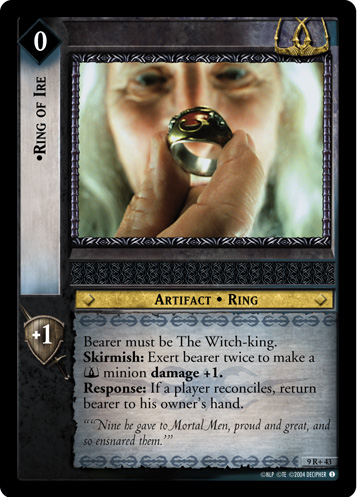 0
•RING OF IRE
ARTIFACT • RING
+1
Bearer must be The Witch-king.
Skirmish: Exert bearer twice to make a
minion damage +1.
Response: If a player reconciles, return
bearer to his owner's hand.
"‘Nine he gave to Mortal Men, proud and great, and
so ensnared them.’"
9 R+ 43
©NLP ©TE ©2004 DECIPHER